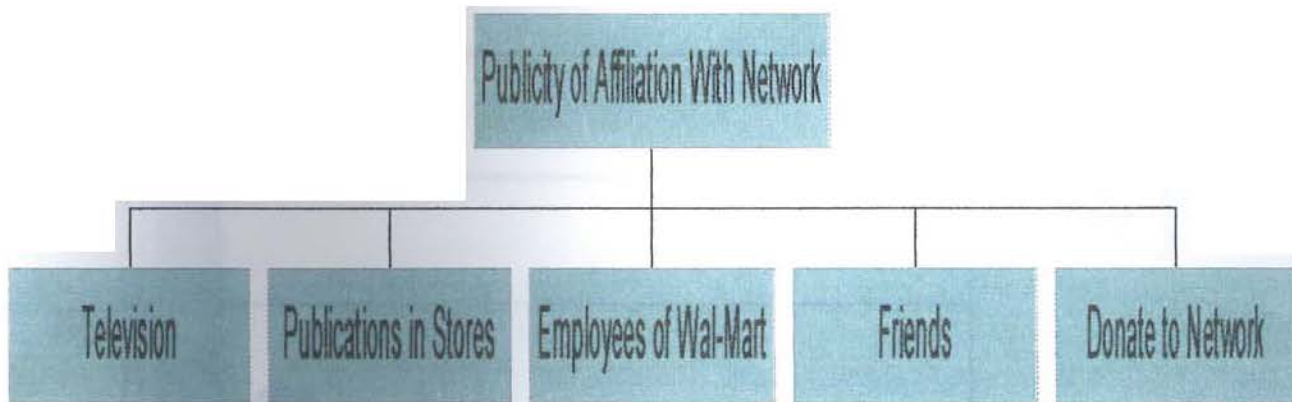 Publicity of Affiliation With Network
Television
Publications in Stores
Employees of Wal-Mart
Friends
Donate to Network